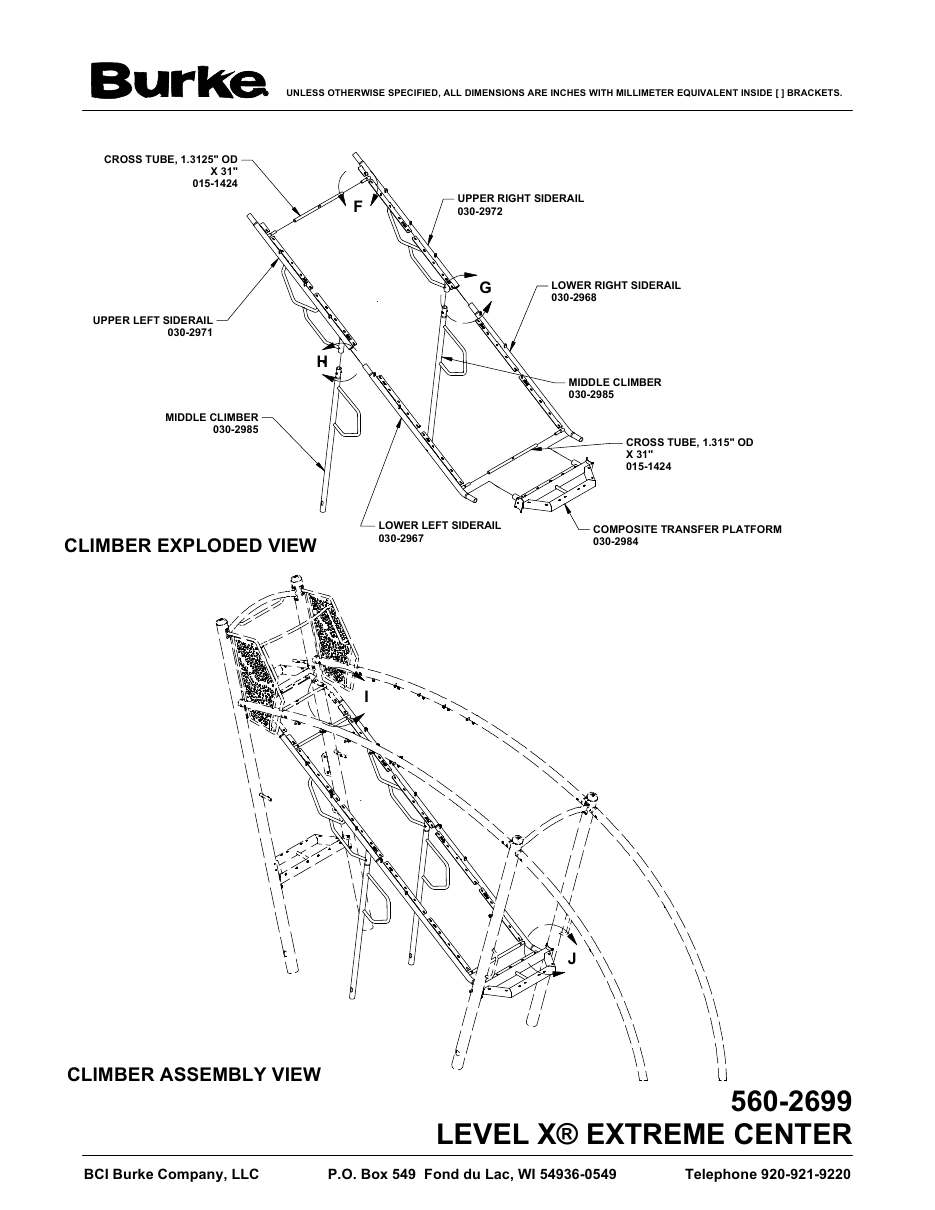 Burke
UNLESS OTHERWISE SPECIFIED, ALL DIMENSIONS ARE INCHES WITH MILLIMETER EQUIVALENT INSIDE [ ] BRACKETS.
CROSS TUBE, 1.3125" OD
X 31"
015-1424
F
UPPER RIGHT SIDERAIL
030-2972
G
LOWER RIGHT SIDERAIL
030-2968
UPPER LEFT SIDERAIL
030-2971
H
MIDDLE CLIMBER
030-2985
MIDDLE CLIMBER
030-2985
CROSS TUBE, 1.315" OD
X 31"
015-1424
LOWER LEFT SIDERAIL
030-2967
COMPOSITE TRANSFER PLATFORM
030-2984
CLIMBER EXPLODED VIEW
I
J
CLIMBER ASSEMBLY VIEW
560-2699
LEVEL X® EXTREME CENTER
BCI Burke Company, LLC P.O. Box 549 Fond du Lac, WI 54936-0549 Telephone 920-921-9220